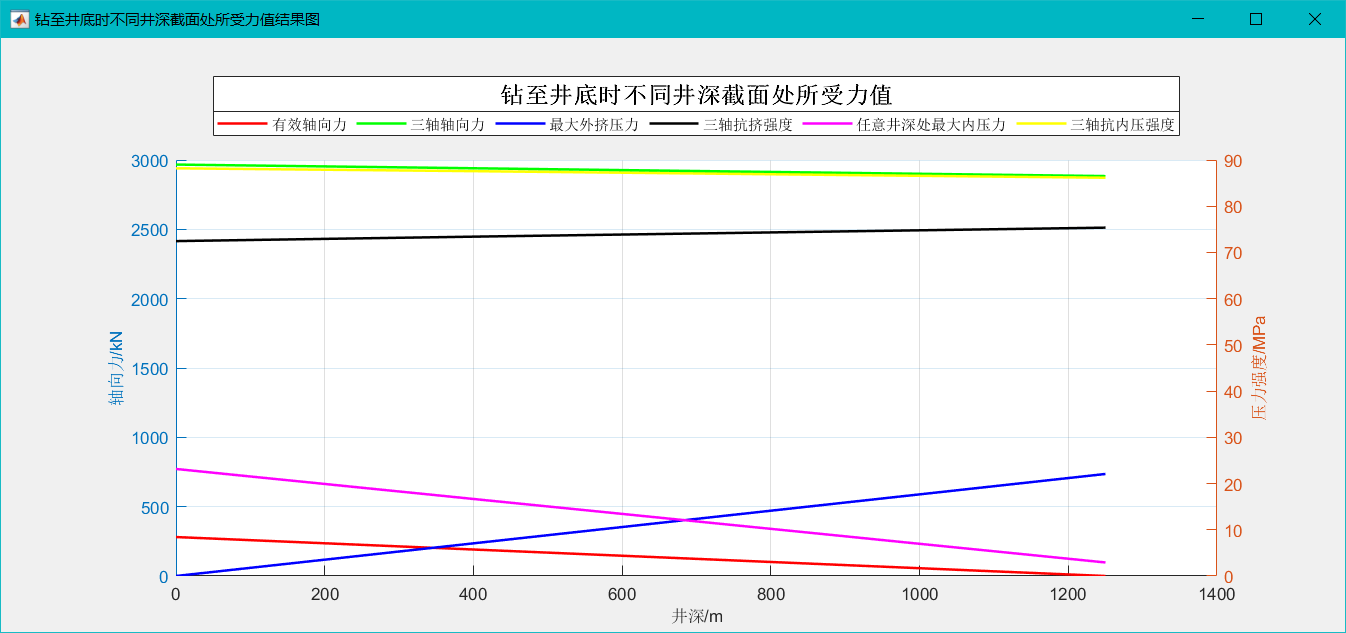 钻至井底时不同井深截面处所受力值结果图
钻至井底时不同井深截面处所受力值
有效轴向力 三轴轴向力 最大外挤压力 三轴抗挤强度 任意井深处最大内压力 三轴抗内压强度
3000
2500
2000
1500
1000
500
0
轴向力/kN
90
80
70
60
50
40
30
20
10
0
压力强度/MPa
0 200 400 600 800 1000 1200 1400
井深/m